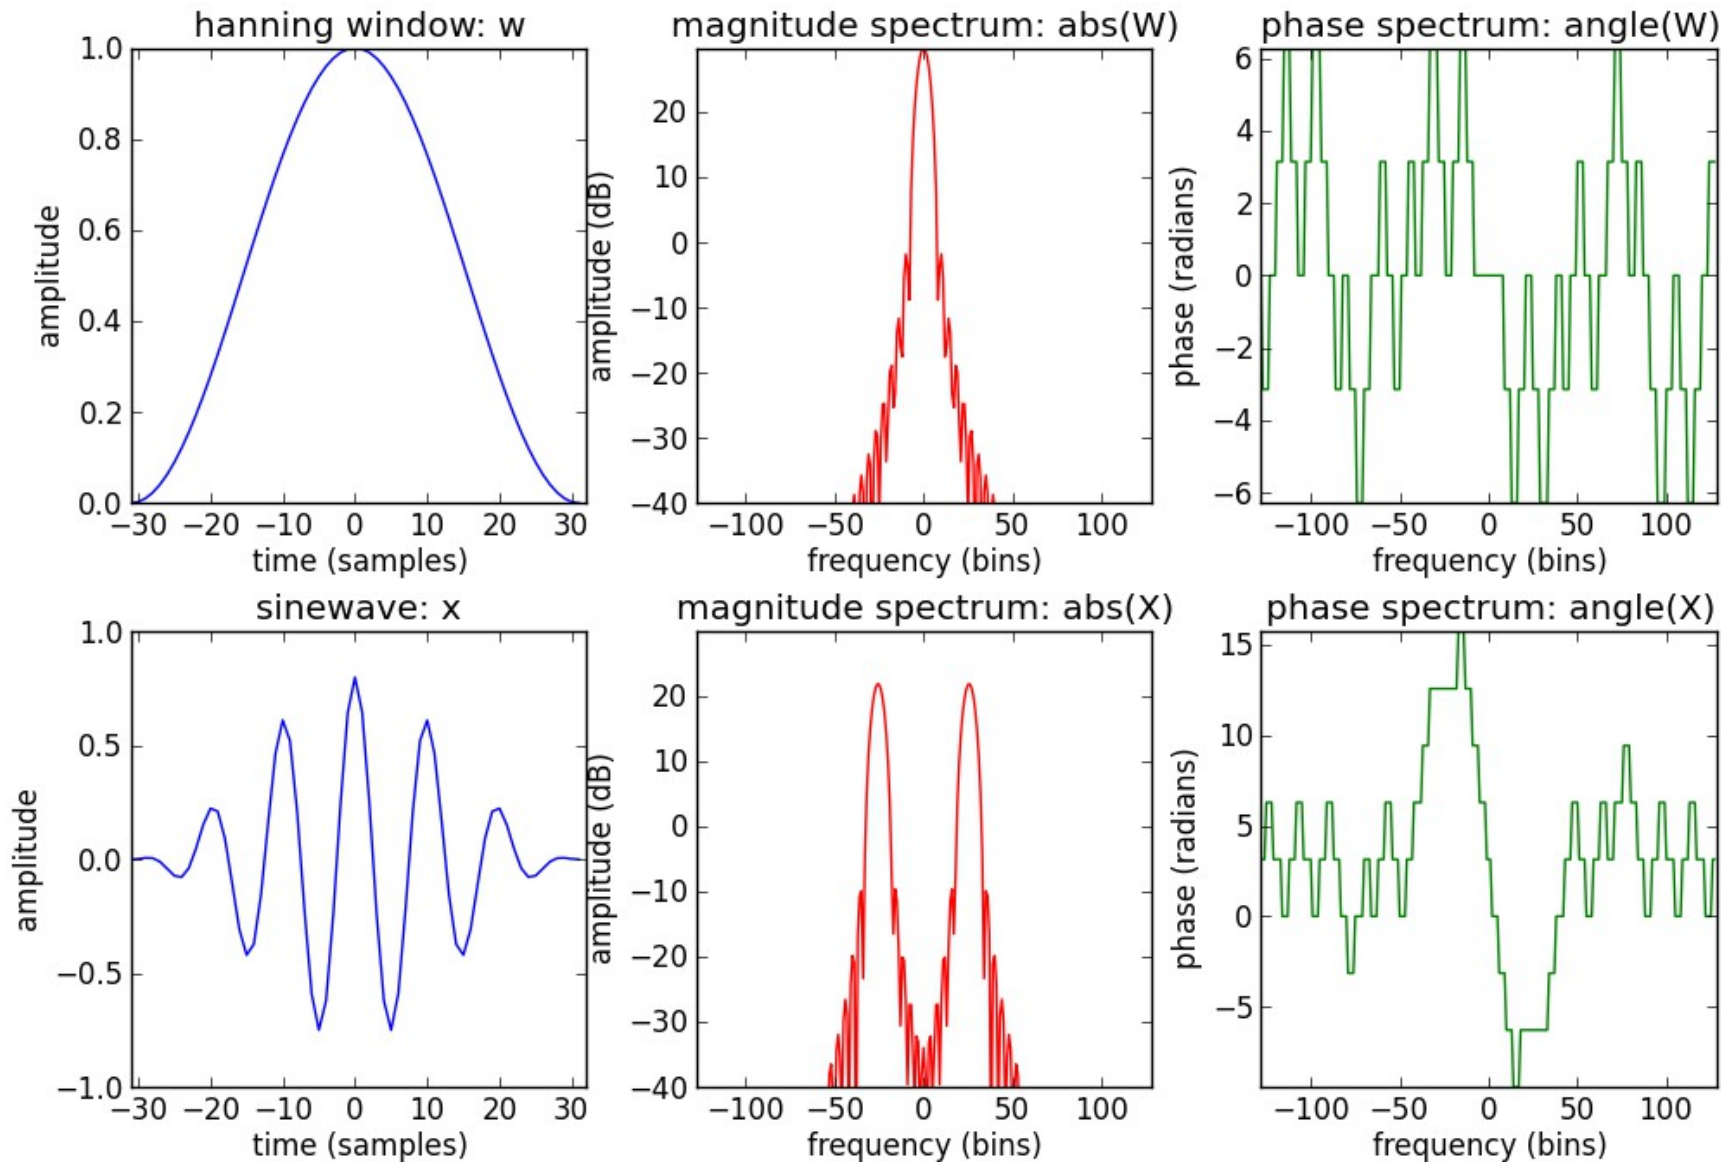 hanning window: w
magnitude spectrum: abs(W)
phase spectrum: angle(W)
1.0
0.8
0.6
0.4
0.2
0.0
amplitude
−30 −20 −10 0 10 20 30
time (samples)
20
10
0
−10
−20
−30
−40
amplitude (dB)
−100 −50 0 50 100
frequency (bins)
6
4
2
0
−2
−4
−6
phase (radians)
−100 −50 0 50 100
frequency (bins)
sinewave: x
magnitude spectrum: abs(X)
phase spectrum: angle(X)
1.0
0.5
0.0
−0.5
−1.0
amplitude
−30 −20 −10 0 10 20 30
time (samples)
20
10
0
−10
−20
−30
−40
amplitude (dB)
−100 −50 0 50 100
frequency (bins)
15
10
5
0
−5
phase (radians)
−100 −50 0 50 100
frequency (bins)